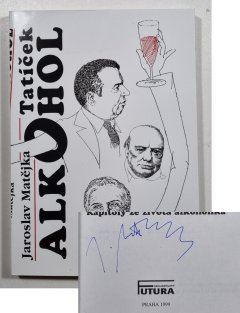 Jaroslav Matějka
Tatíček
ALKOHOL
Kapitoly ze života alkoholika
FUTURA
PRAHA 1999